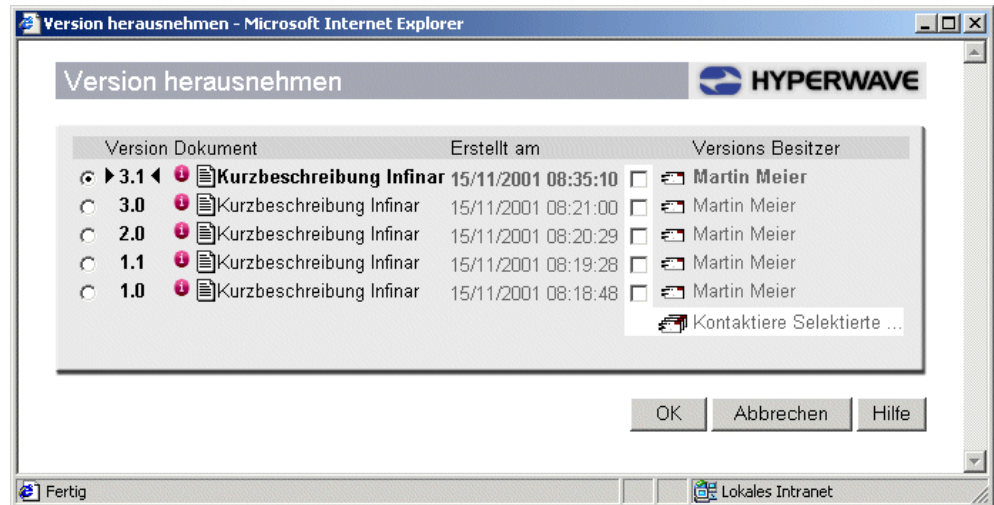 Version herausnehmen - Microsoft Internet Explorer
Version herausnehmen
HYPERWAVE
Version Dokument Erstellt am Versions Besitzer
3.1 Kurzbeschreibung Infinar 15/11/2001 08:35:10 Martin Meier
3.0 Kurzbeschreibung Infinar 15/11/2001 08:21:00 Martin Meier
2.0 Kurzbeschreibung Infinar 15/11/2001 08:20:29 Martin Meier
1.1 Kurzbeschreibung Infinar 15/11/2001 08:19:28 Martin Meier
1.0 Kurzbeschreibung Infinar 15/11/2001 08:18:48 Martin Meier
Kontaktiere Selektierte ...
OK Abbrechen Hilfe
Fertig Lokales Intranet